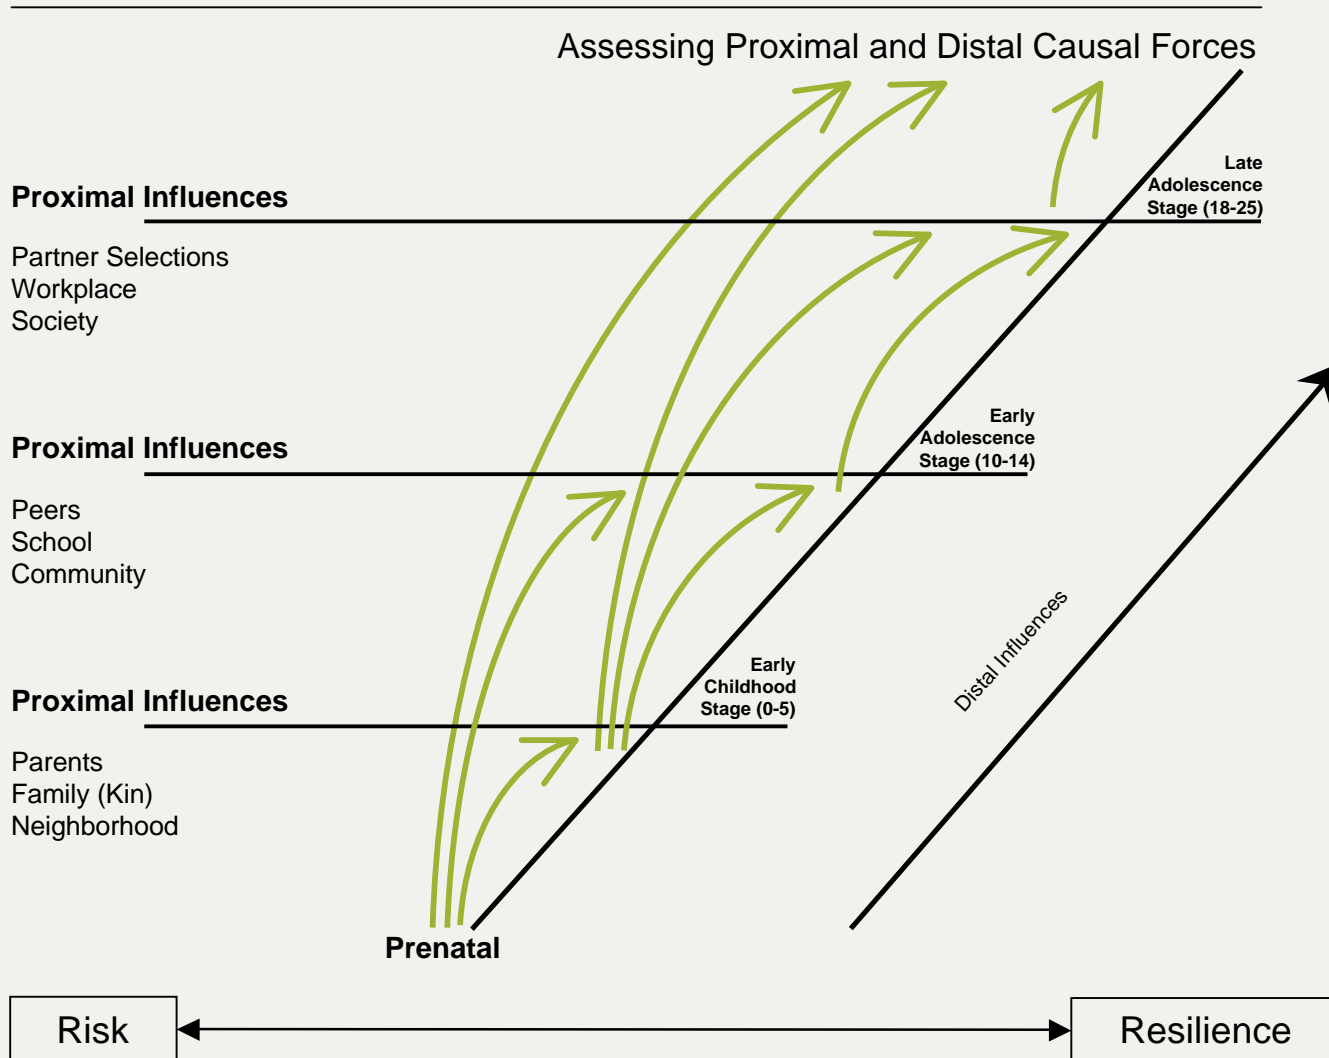 Assessing Proximal and Distal Causal Forces
Late
Adolescence
Stage (18-25)
Proximal Influences
Partner Selections
Workplace
Society
Early
Adolescence
Stage (10-14)
Proximal Influences
Peers
School
Community
Distal Influences
Early
Childhood
Stage (0-5)
Proximal Influences
Parents
Family (Kin)
Neighborhood
Prenatal
Risk
Resilience